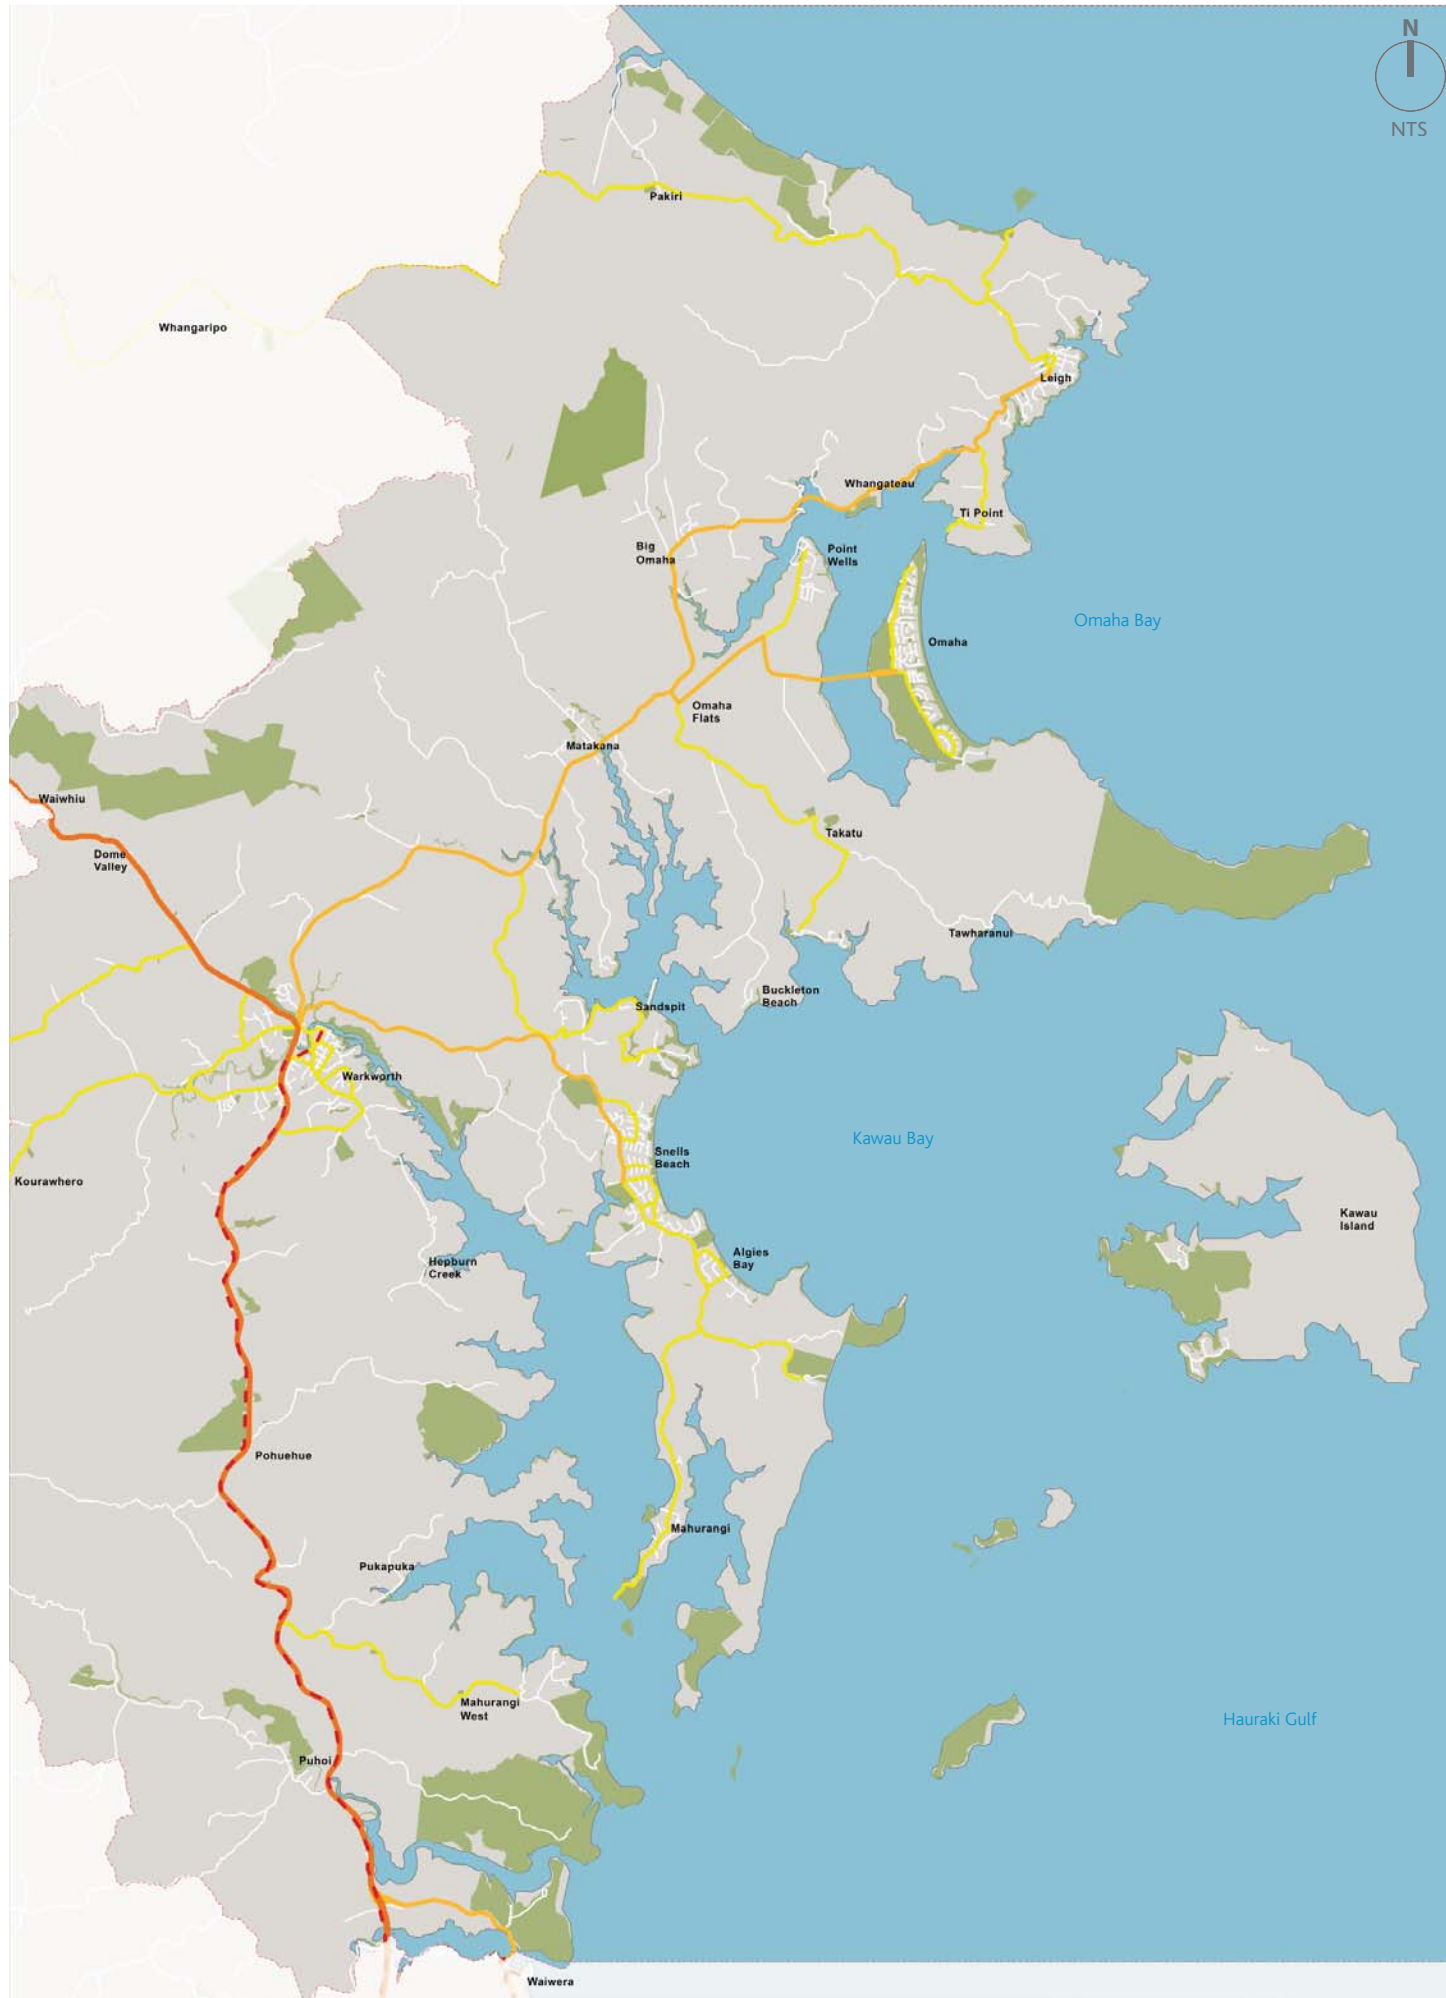 N
NTS
Pakiri
Whangaripo
Leigh
Whangateau
Ti Point
Big
Omaha
Point
Wells
Omaha Bay
Omaha
Omaha
Flats
Matakana
Waiwhiu
Takatu
Dome
Valley
Tawharanui
Buckleton
Beach
Sandspit
Warkworth
Kawau Bay
Snells
Beach
Kourawhero
Kawau
Island
Algies
Bay
Hepburn
Creek
Pohuehue
Mahurangi
Pukapuka
Mahurangi
West
Hauraki Gulf
Puhoi
Waiwera